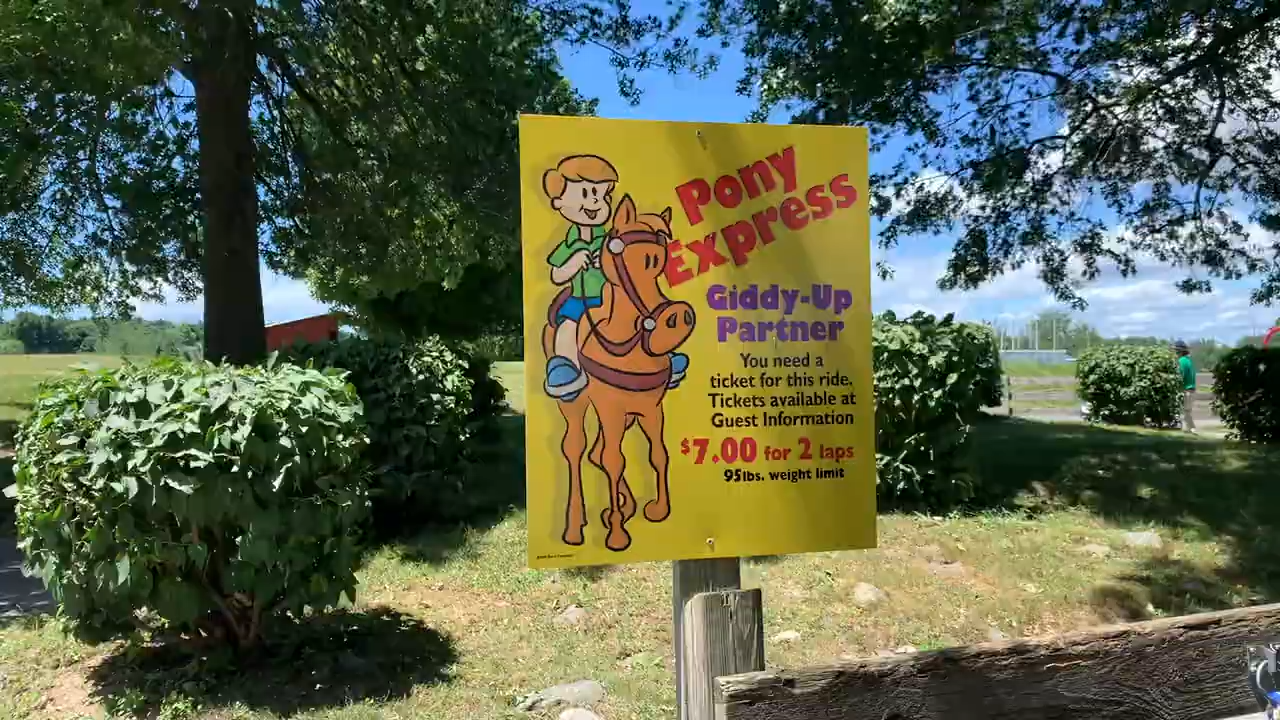 Pony
Express
Giddy-Up
Partner
You need a
ticket for this ride.
Tickets available at
Guest Information
$7.00 for 2 laps
95lbs. weight limit